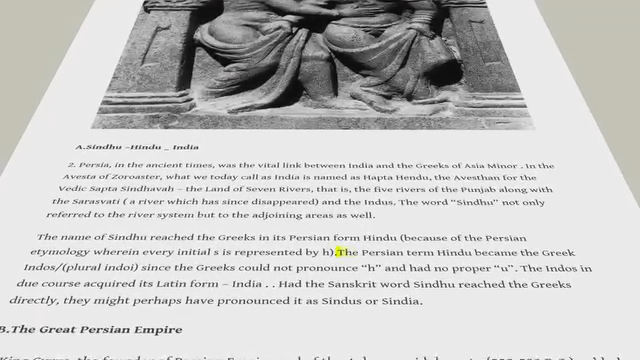 A.Sindhu –Hindu _ India
2. Persia, in the ancient times, was the vital link between India and the Greeks of Asia Minor . In the
Avesta of Zoroaster, what we today call as India is named as Hapta Hendu, the Avesthan for the
Vedic Sapta Sindhavah – the Land of Seven Rivers, that is, the five rivers of the Punjab along with
the Sarasvati ( a river which has since disappeared) and the Indus. The word “Sindhu” not only
referred to the river system but to the adjoining areas as well.
The name of Sindhu reached the Greeks in its Persian form Hindu (because of the Persian
etymology wherein every initial s is represented by h).The Persian term Hindu became the Greek
Indos/(plural indoi) since the Greeks could not pronounce “h” and had no proper “u”. The Indos in
due course acquired its Latin form – India . . Had the Sanskrit word Sindhu reached the Greeks
directly, they might perhaps have pronounced it as Sindus or Sindia.
B.The Great Persian Empire